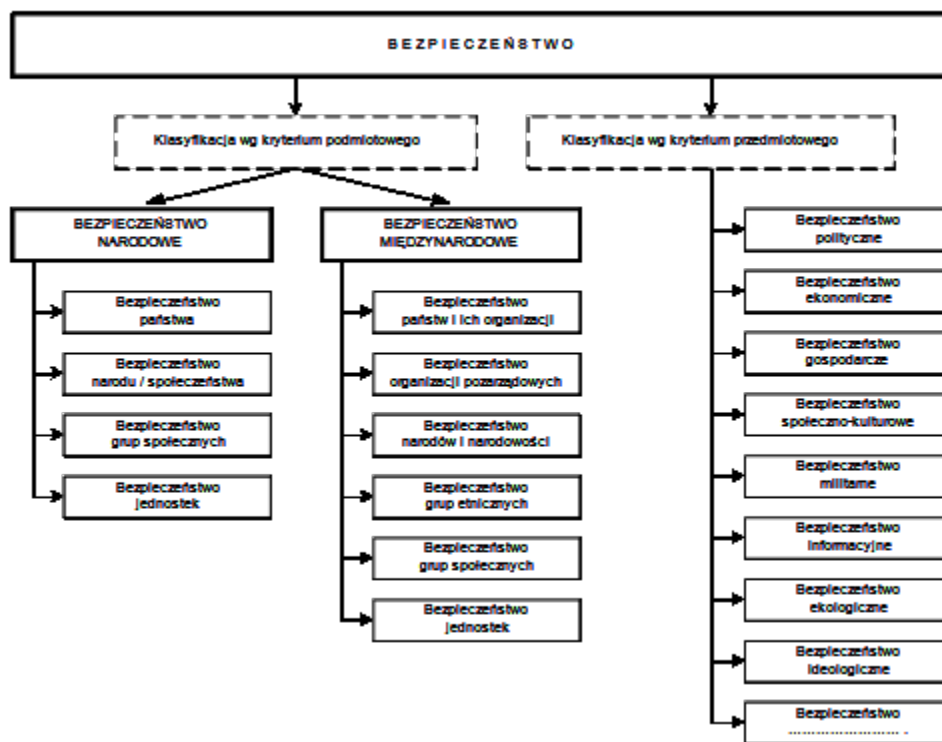 BEZPIECZEŃSTWO
Klasyfikacja wg kryterium podmiotowego
Klasyfikacja wg kryterium przedmiotowego
BEZPIECZEŃSTWO
NARODOWE
Bezpieczeństwo
państwa
Bezpieczeństwo
narodu / społeczeństwa
Bezpieczeństwo
grup społecznych
Bezpieczeństwo
jednostek
BEZPIECZEŃSTWO
MIĘDZYNARODOWE
Bezpieczeństwo
państw i ich organizacji
Bezpieczeństwo
organizacji pozarządowych
Bezpieczeństwo
narodów i narodowości
Bezpieczeństwo
grup etnicznych
Bezpieczeństwo
grup społecznych
Bezpieczeństwo
jednostek
Bezpieczeństwo
polityczne
Bezpieczeństwo
ekonomiczne
Bezpieczeństwo
gospodarcze
Bezpieczeństwo
społeczno-kulturowe
Bezpieczeństwo
militarne
Bezpieczeństwo
informacyjne
Bezpieczeństwo
ekologiczne
Bezpieczeństwo
ideologiczne
Bezpieczeństwo
........................ .